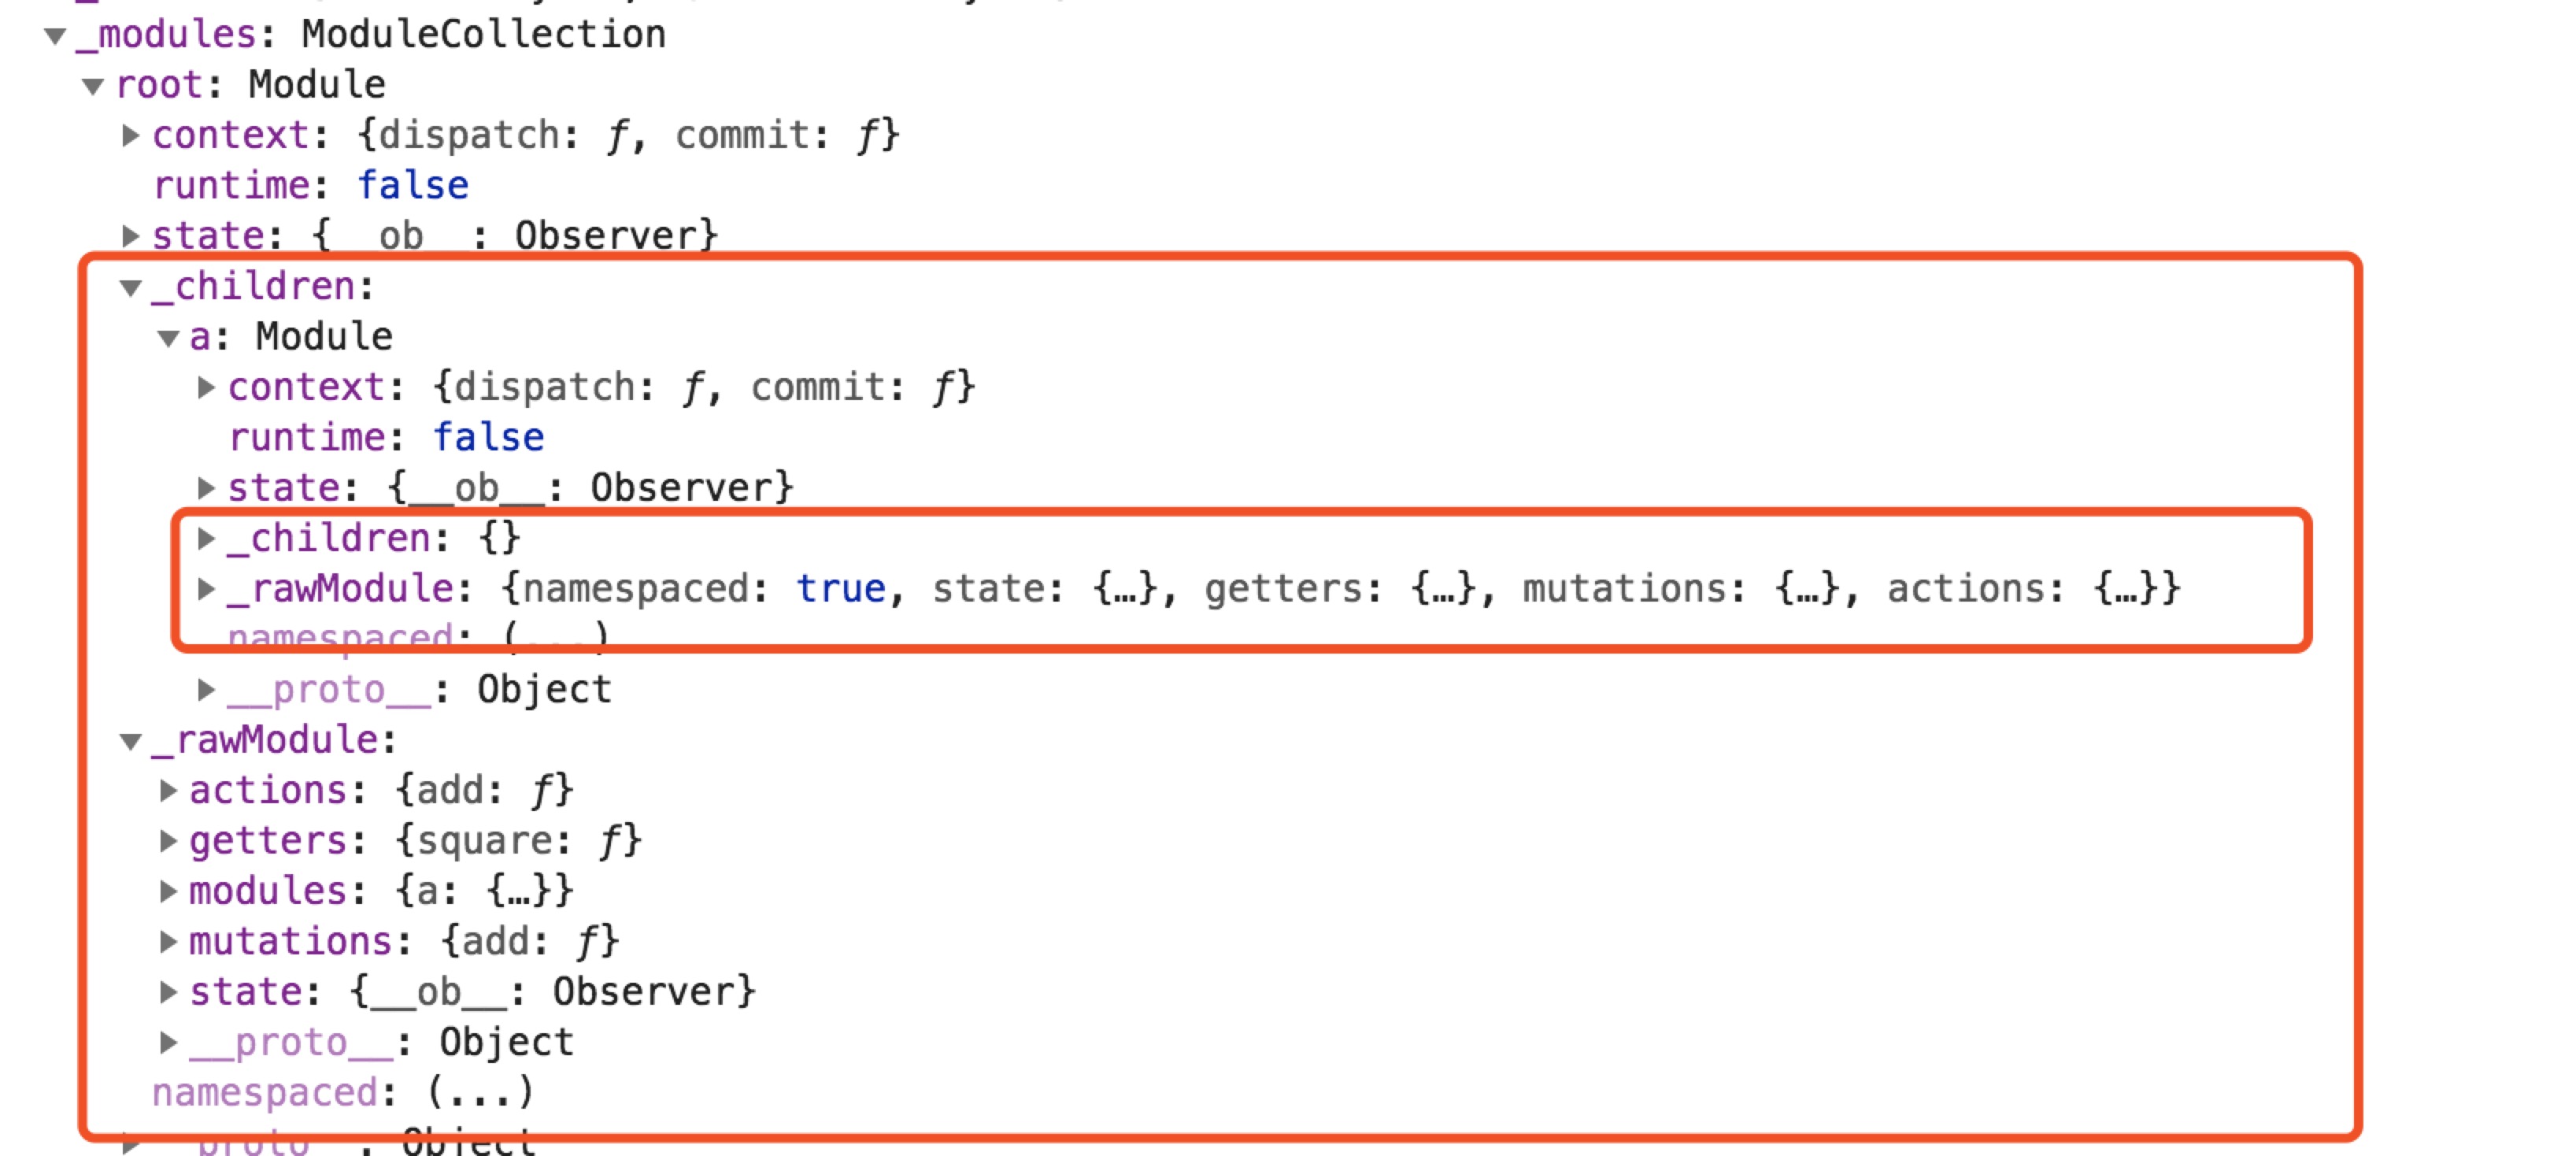 _modules: ModuleCollection
root: Module
context: {dispatch: ƒ, commit: ƒ}
runtime: false
state: {__ob__: Observer}
_children:
a: Module
context: {dispatch: ƒ, commit: ƒ}
runtime: false
state: {__ob__: Observer}
_children: {}
_rawModule: {namespaced: true, state: {…}, getters: {…}, mutations: {…}, actions: {…}}
namespaced: (...)
__proto__: Object
_rawModule:
actions: {add: ƒ}
getters: {square: ƒ}
modules: {a: {…}}
mutations: {add: ƒ}
state: {__ob__: Observer}
__proto__: Object
namespaced: (...)
__proto__: Object